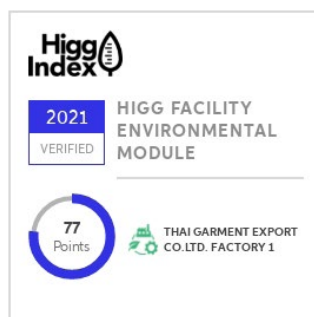 Higg
Index
2021
VERIFIED
HIGG FACILITY
ENVIRONMENTAL
MODULE
77
Points
THAI GARMENT EXPORT
CO.LTD. FACTORY 1